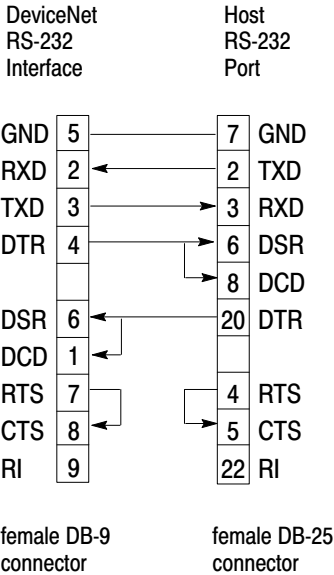 DeviceNet Host
RS-232 RS-232
Interface Port
GND 5 7 GND
RXD 2 2 TXD
TXD 3 3 RXD
DTR 4 6 DSR
8 DCD
DSR 6 20 DTR
DCD 1
RTS 7 4 RTS
CTS 8 5 CTS
RI 9 22 RI
female DB-9 female DB-25
connector connector